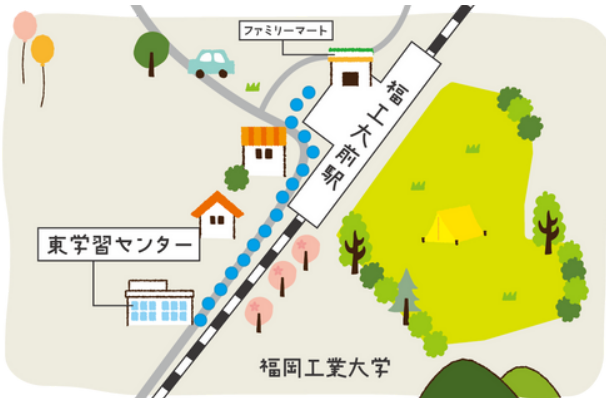 ファミリーマート
福工大前駅
東学習センター
福岡工業大学